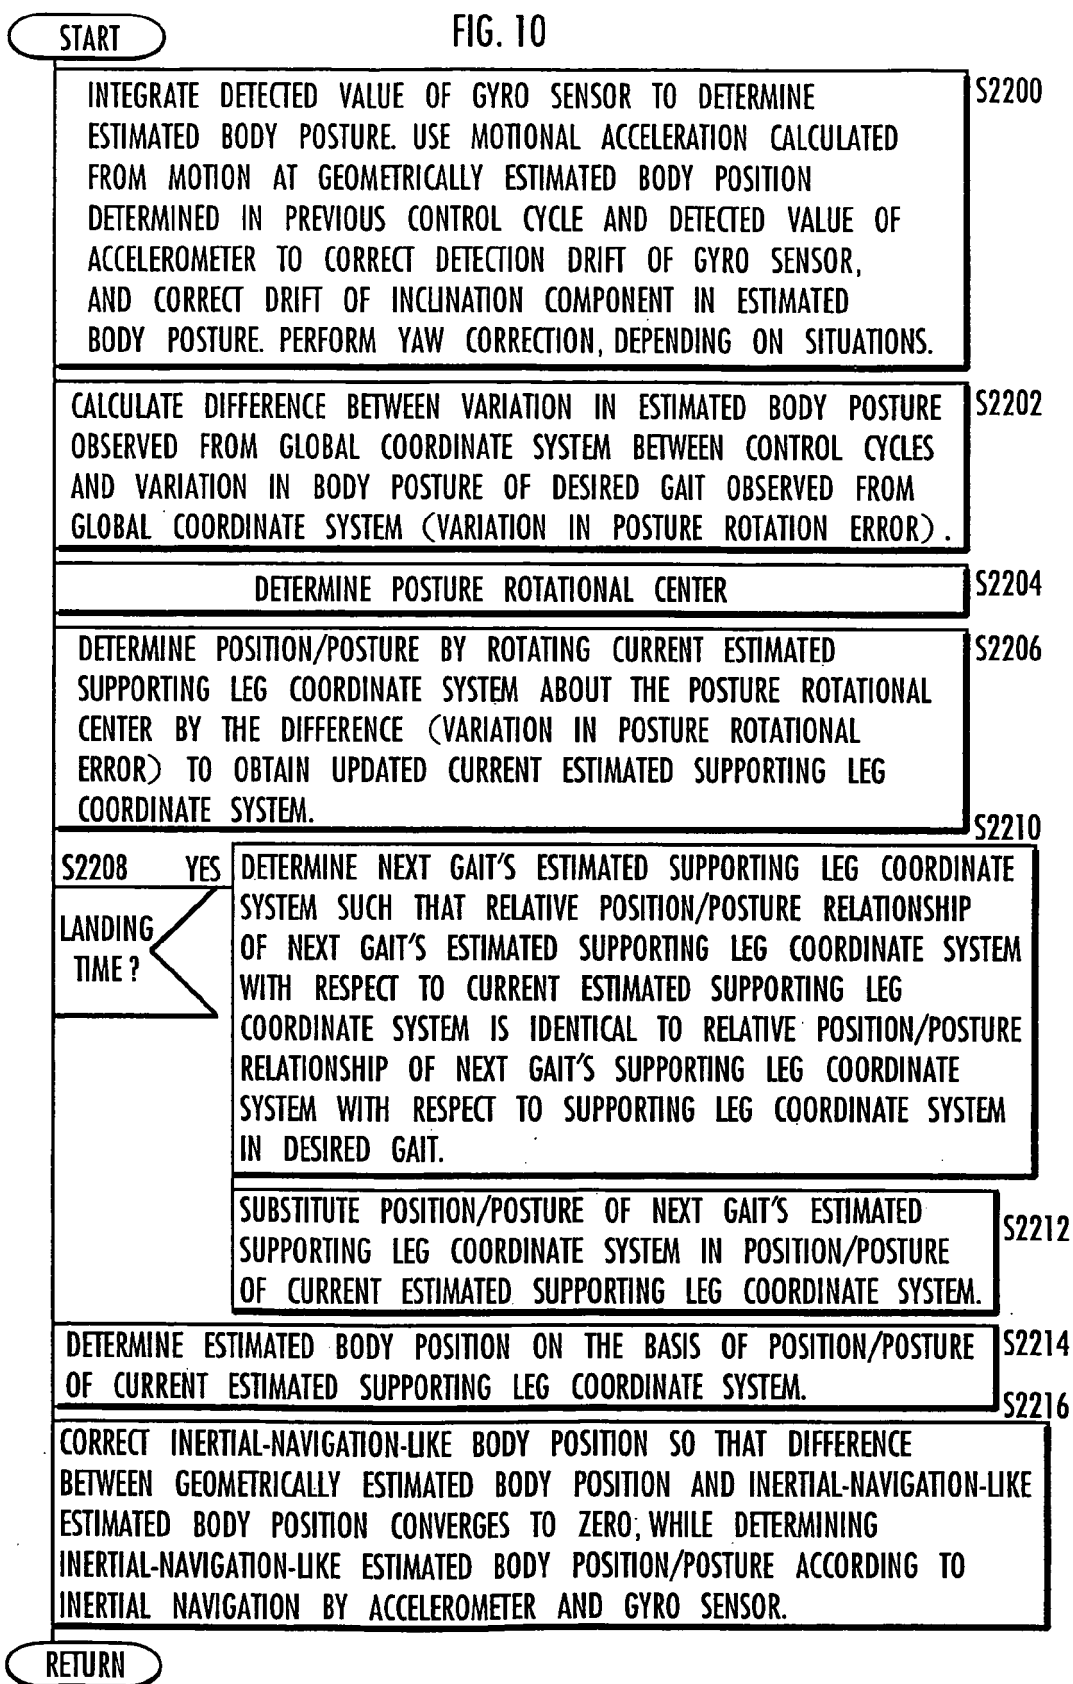 FIG. 10
START
S2200
INTEGRATE DETECTED VALUE OF GYRO SENSOR TO DETERMINE
ESTIMATED BODY POSTURE. USE MOTIONAL ACCELERATION CALCULATED
FROM MOTION AT GEOMETRICALLY ESTIMATED BODY POSITION
DETERMINED IN PREVIOUS CONTROL CYCLE AND DETECTED VALUE OF
ACCELEROMETER TO CORRECT DETECTION DRIFT OF GYRO SENSOR,
AND CORRECT DRIFT OF INCLINATION COMPONENT IN ESTIMATED
BODY POSTURE. PERFORM YAW CORRECTION, DEPENDING ON SITUATIONS.
S2202
CALCULATE DIFFERENCE BETWEEN VARIATION IN ESTIMATED BODY POSTURE
OBSERVED FROM GLOBAL COORDINATE SYSTEM BETWEEN CONTROL CYCLES
AND VARIATION IN BODY POSTURE OF DESIRED GAIT OBSERVED FROM
GLOBAL COORDINATE SYSTEM (VARIATION IN POSTURE ROTATION ERROR).
S2204
DETERMINE POSTURE ROTATIONAL CENTER
S2206
DETERMINE POSITION/POSTURE BY ROTATING CURRENT ESTIMATED
SUPPORTING LEG COORDINATE SYSTEM ABOUT THE POSTURE ROTATIONAL
CENTER BY THE DIFFERENCE (VARIATION IN POSTURE ROTATIONAL
ERROR) TO OBTAIN UPDATED CURRENT ESTIMATED SUPPORTING LEG
COORDINATE SYSTEM.
S2208
LANDING
TIME ?
YES
S2210
DETERMINE NEXT GAIT'S ESTIMATED SUPPORTING LEG COORDINATE
SYSTEM SUCH THAT RELATIVE POSITION/POSTURE RELATIONSHIP
OF NEXT GAIT'S ESTIMATED SUPPORTING LEG COORDINATE SYSTEM
WITH RESPECT TO CURRENT ESTIMATED SUPPORTING LEG
COORDINATE SYSTEM IS IDENTICAL TO RELATIVE POSITION/POSTURE
RELATIONSHIP OF NEXT GAIT'S SUPPORTING LEG COORDINATE
SYSTEM WITH RESPECT TO SUPPORTING LEG COORDINATE SYSTEM
IN DESIRED GAIT.
S2212
SUBSTITUTE POSITION/POSTURE OF NEXT GAIT'S ESTIMATED
SUPPORTING LEG COORDINATE SYSTEM IN POSITION/POSTURE
OF CURRENT ESTIMATED SUPPORTING LEG COORDINATE SYSTEM.
S2214
DETERMINE ESTIMATED BODY POSITION ON THE BASIS OF POSITION/POSTURE
OF CURRENT ESTIMATED SUPPORTING LEG COORDINATE SYSTEM.
S2216
CORRECT INERTIAL-NAVIGATION-LIKE BODY POSITION SO THAT DIFFERENCE
BETWEEN GEOMETRICALLY ESTIMATED BODY POSITION AND INERTIAL-NAVIGATION-LIKE
ESTIMATED BODY POSITION CONVERGES TO ZERO, WHILE DETERMINING
INERTIAL-NAVIGATION-LIKE ESTIMATED BODY POSITION/POSTURE ACCORDING TO
INERTIAL NAVIGATION BY ACCELEROMETER AND GYRO SENSOR.
RETURN